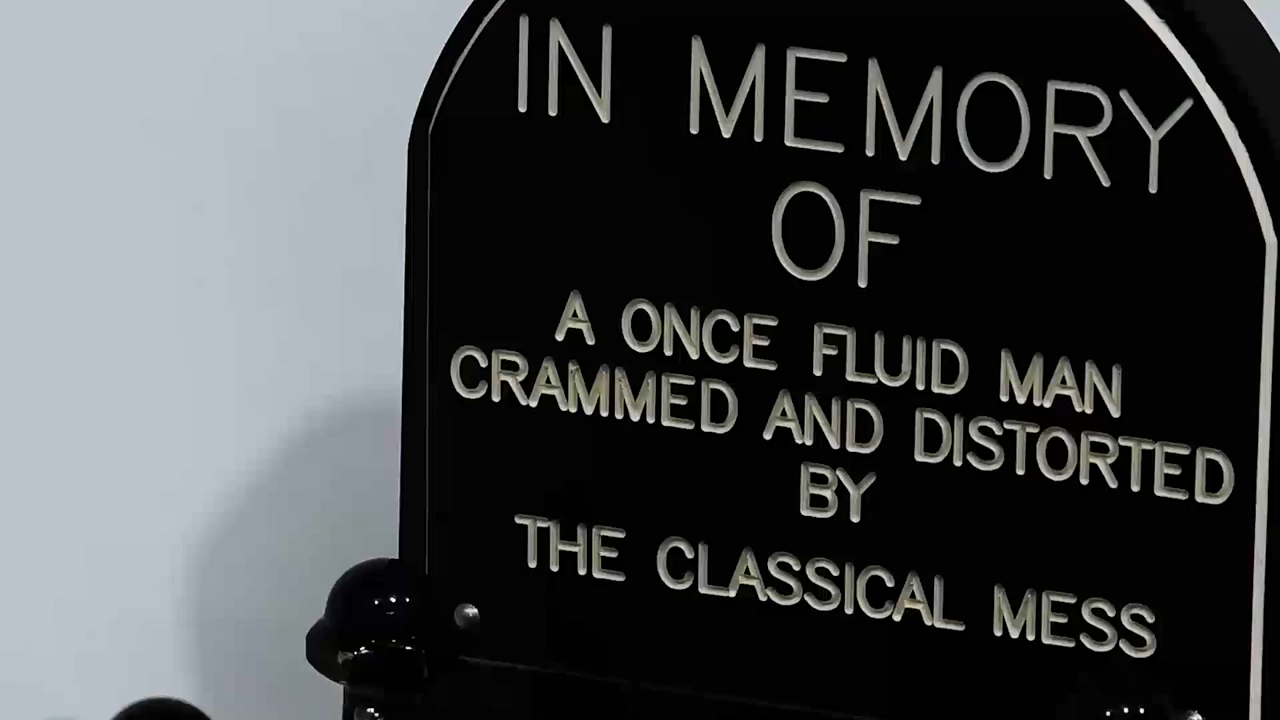 IN MEMORY
OF
A ONCE FLUID MAN
CRAMMED AND DISTORTED
BY
THE CLASSICAL MESS